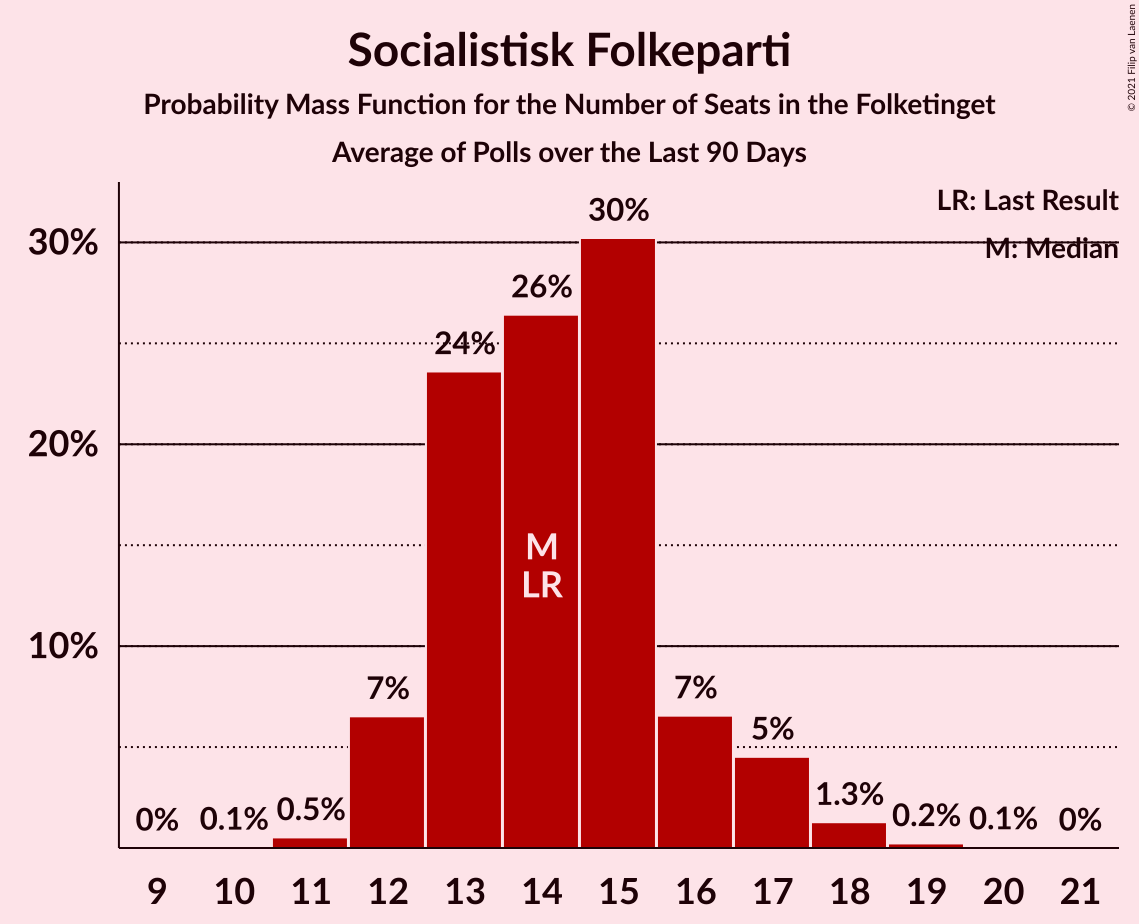 Socialistisk Folkeparti
Probability Mass Function for the Number of Seats in the Folketinget
Average of Polls over the Last 90 Days
© 2021 Filip van Laenen
LR: Last Result
M: Median
30%
20%
10%
0%
0.1%
0.5%
7%
24%
26%
30%
7%
5%
1.3%
0.2%
0.1%
0%
M
LR
9 10 11 12 13 14 15 16 17 18 19 20 21